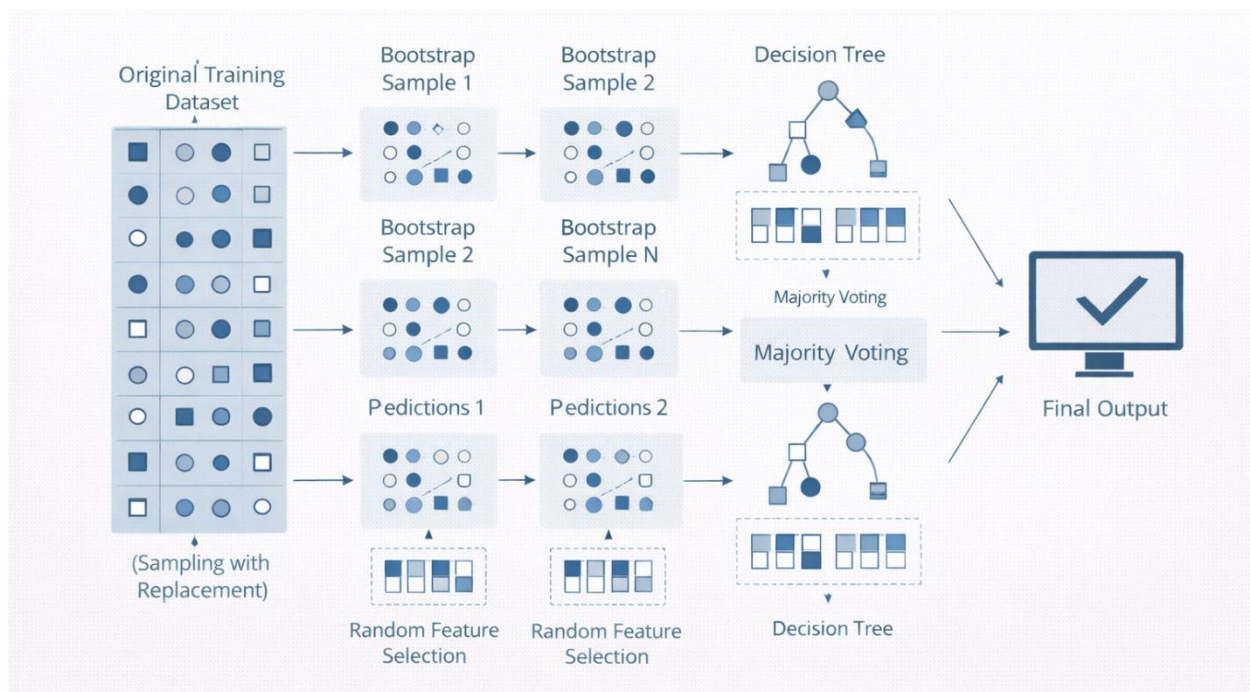 Original Training
Dataset
Bootstrap
Sample 1
Bootstrap
Sample 2
Decision Tree
Bootstrap
Sample 2
Bootstrap
Sample N
Majority Voting
Majority Voting
Pedictions 1
Pedictions 2
Final Output
(Sampling with
Replacement)
Random Feature
Selection
Random Feature
Selection
Decision Tree